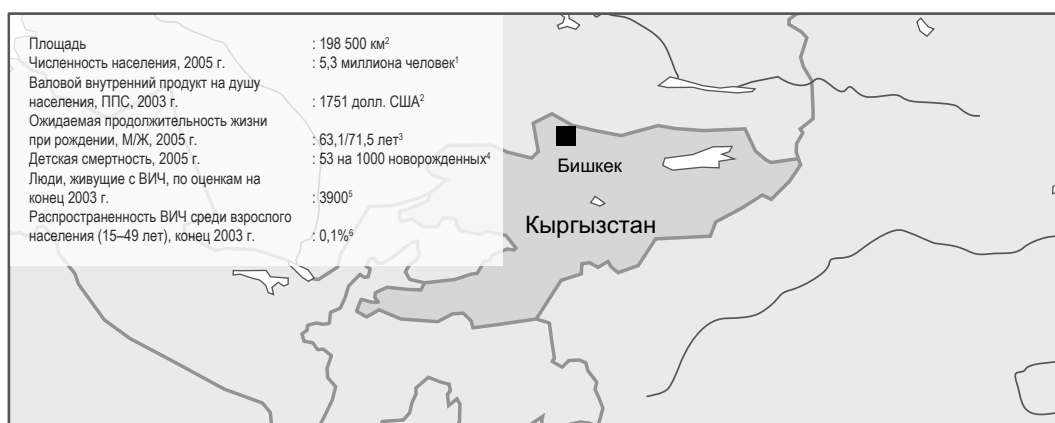 Площадь : 198 500 км²
Численность населения, 2005 г. : 5,3 миллиона человек¹
Валовой внутренний продукт на душу
населения, ППС, 2003 г. : 1751 долл. США²
Ожидаемая продолжительность жизни
при рождении, М/Ж, 2005 г. : 63,1/71,5 лет³
Детская смертность, 2005 г. : 53 на 1000 новорожденных⁴
Люди, живущие с ВИЧ, по оценкам на
конец 2003 г. : 3900⁵
Распространенность ВИЧ среди взрослого
населения (15–49 лет), конец 2003 г. : 0,1%⁶
Бишкек
Кыргызстан